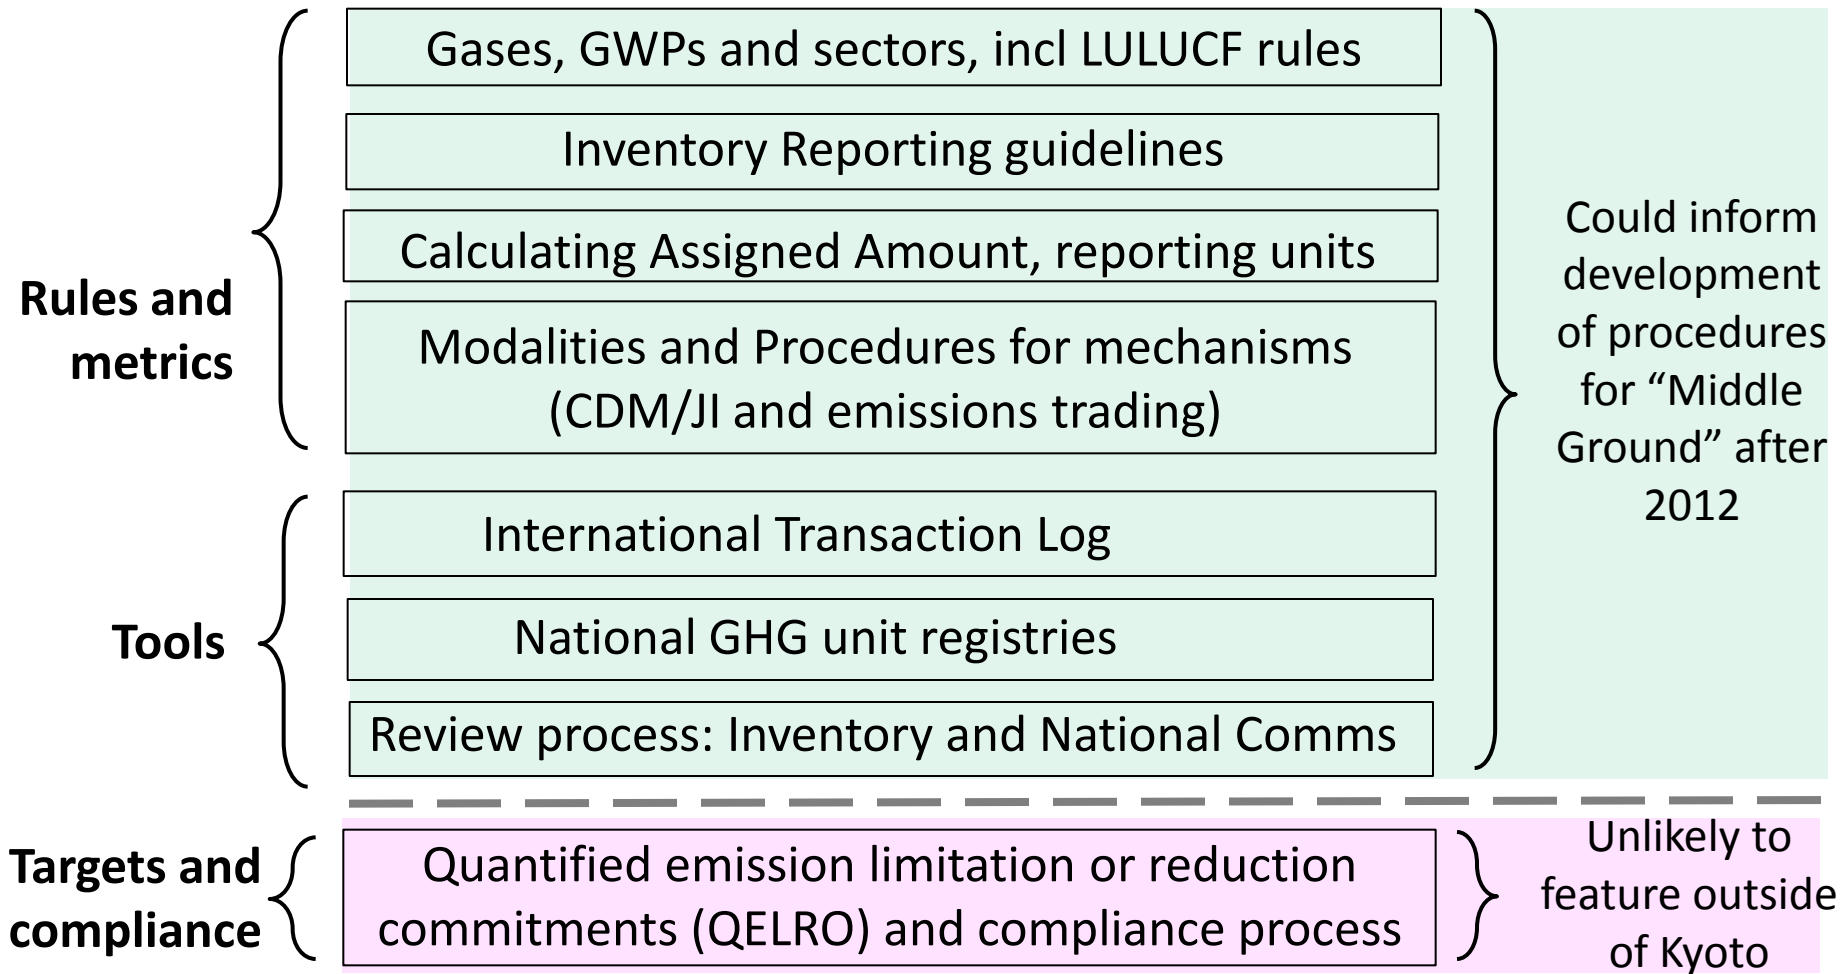 Gases, GWPs and sectors, incl LULUCF rules
Inventory Reporting guidelines
Calculating Assigned Amount, reporting units
Rules and
metrics
Modalities and Procedures for mechanisms
(CDM/JI and emissions trading)
Could inform
development
of procedures
for “Middle
Ground” after
2012
International Transaction Log
Tools
National GHG unit registries
Review process: Inventory and National Comms
Targets and
compliance
Quantified emission limitation or reduction
commitments (QELRO) and compliance process
Unlikely to
feature outside
of Kyoto